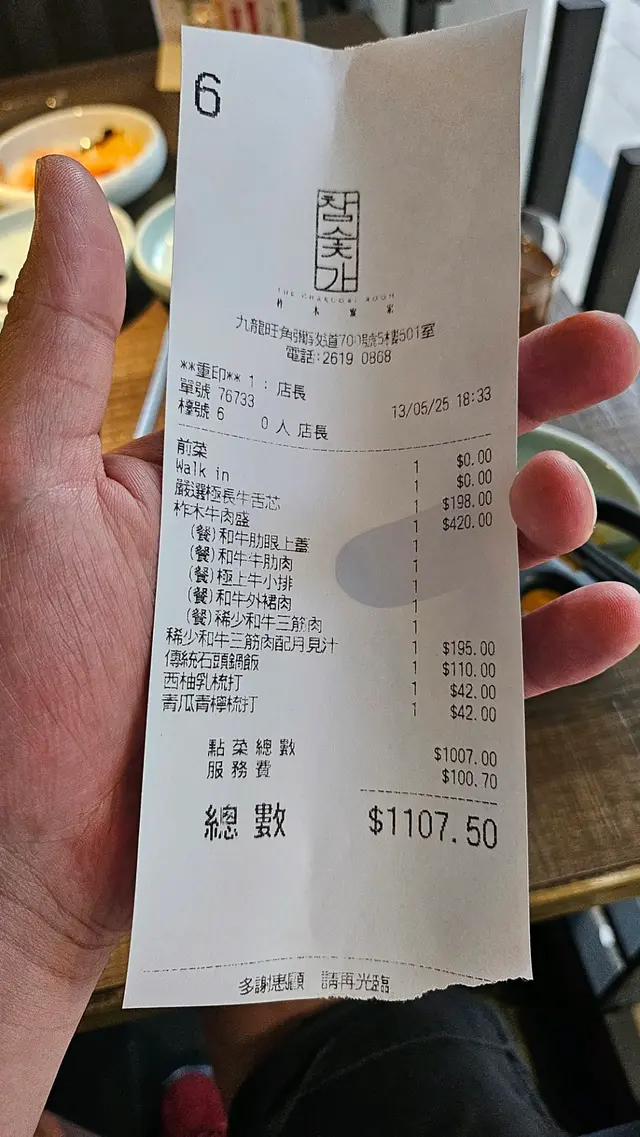 6
참숯개
THE CHARCOAL ROOM
柞木賓家
九龍旺角彌敦道700號5樓501室
電話:2619 0868
**重印** 1 : 店長
單號 76733 13/05/25 18:33
檯號 6 0 人 店長
前菜 1 $0.00
Walk in 1 $0.00
嚴選極長牛舌芯 1 $198.00
柞木牛肉盛 1 $420.00
(餐)和牛肋眼上蓋 1
(餐)和牛牛肋肉 1
(餐)極上牛小排 1
(餐)和牛外裙肉 1
(餐)稀少和牛三筋肉 1
稀少和牛三筋肉配月見汁 1 $195.00
傳統石頭鍋飯 1 $110.00
西柚乳梳打 1 $42.00
青瓜青檸梳打 1 $42.00
點菜總數 $1007.00
服務費 $100.70
總數 $1107.50
多謝惠顧 請再光臨